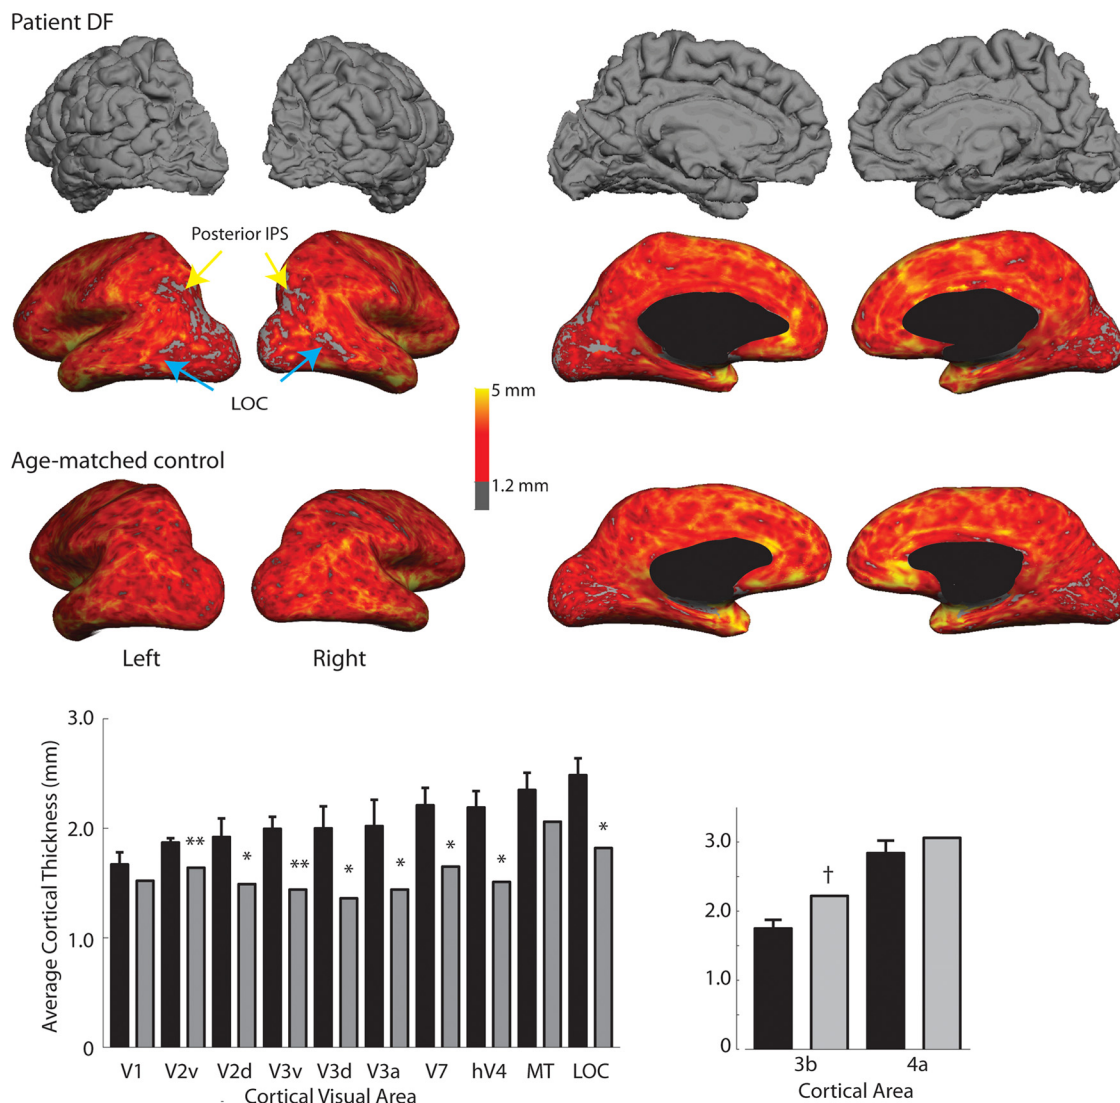 Patient DF
Posterior IPS
LOC
5 mm
1.2 mm
Age-matched control
Left
Right
3.0
2.0
1.0
0
Average Cortical Thickness (mm)
** * ** * * * * *
V1 V2v V2d V3v V3d V3a V7 hV4 MT LOC
Cortical Visual Area
3.0
2.0
1.0
0
†
3b 4a
Cortical Area